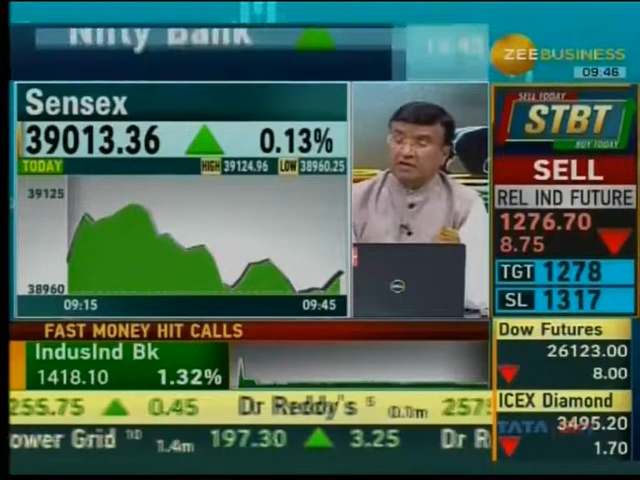 Nifty Bank
ZEE BUSINESS
09:46
Sensex
39013.36 0.13%
TODAY HIGH 39124.96 LOW 38960.25
39125
38960
09:15 09:45
DELL
SELL TODAY
STBT
BUY TODAY
SELL
REL IND FUTURE
1276.70
8.75
TGT 1278
SL 1317
FAST MONEY HIT CALLS
IndusInd Bk
1418.10 1.32%
Dow Futures
26123.00
8.00
ICEX Diamond
3495.20
TATA
1.70
255.75 0.45 Dr Reddy's 257
ower Grid 1.4m 197.30 3.25 Dr R